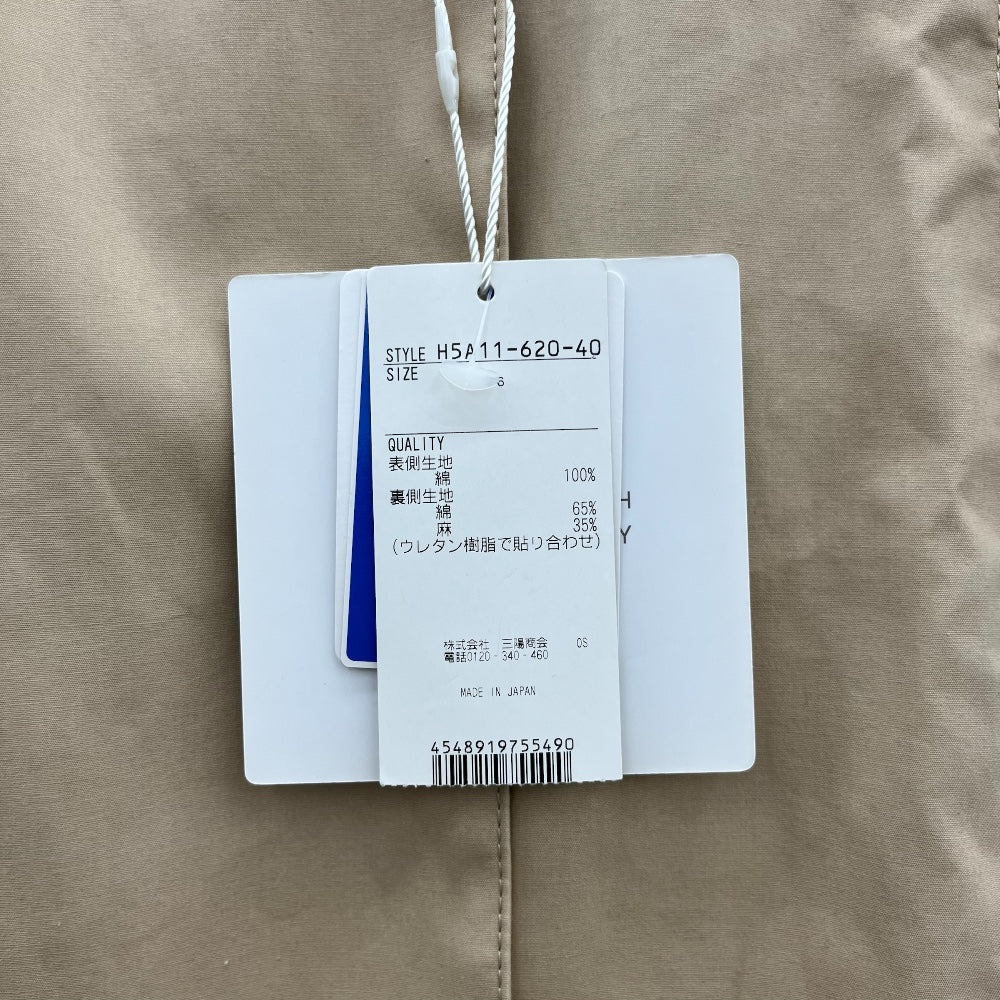 STYLE H5A11-620-40
SIZE
QUALITY
表側生地
綿 100%
裏側生地
綿 65%
麻 35%
(ウレタン樹脂で貼り合わせ)
H
Y
株式会社 三陽商会 OS
電話0120-340-460
MADE IN JAPAN
4548919755490